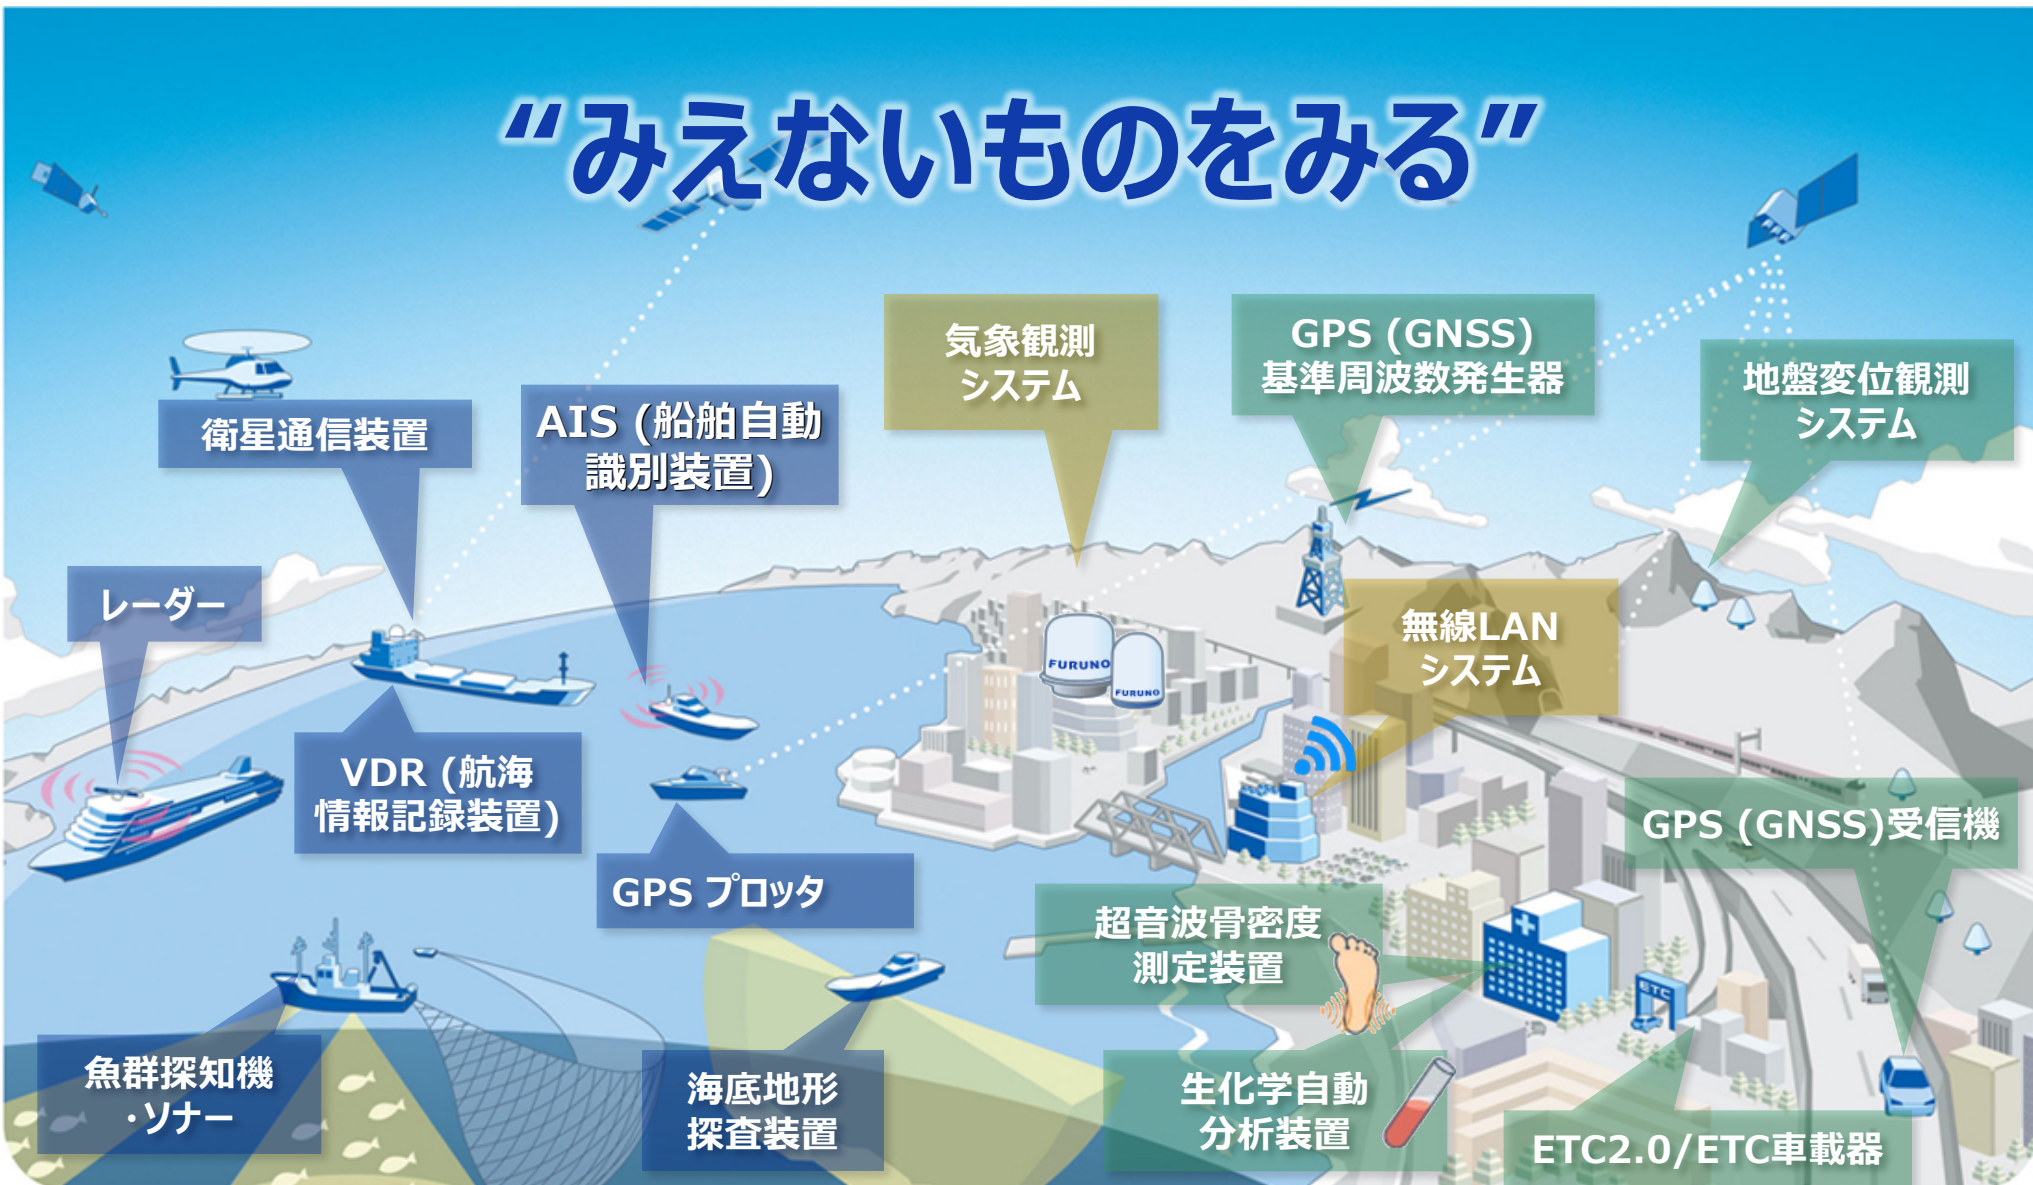 “みえないものをみる”
気象観測
システム
GPS (GNSS)
基準周波数発生器
地盤変位観測
システム
衛星通信装置
AIS (船舶自動
識別装置)
レーダー
無線LAN
システム
FURUNO
FURUNO
VDR (航海
情報記録装置)
GPS (GNSS)受信機
GPS プロッタ
超音波骨密度
測定装置
ETC
魚群探知機
・ソナー
海底地形
探査装置
生化学自動
分析装置
ETC2.0/ETC車載器